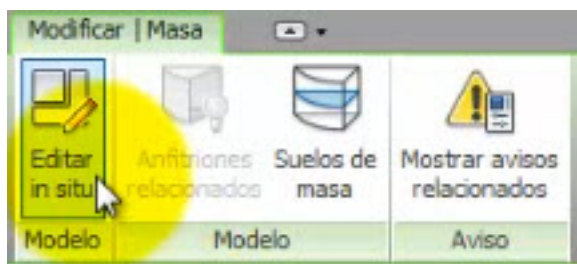 Modificar | Masa
Editar in situ
Anfitriones relacionados
Suelos de masa
Mostrar avisos relacionados
Modelo
Modelo
Aviso